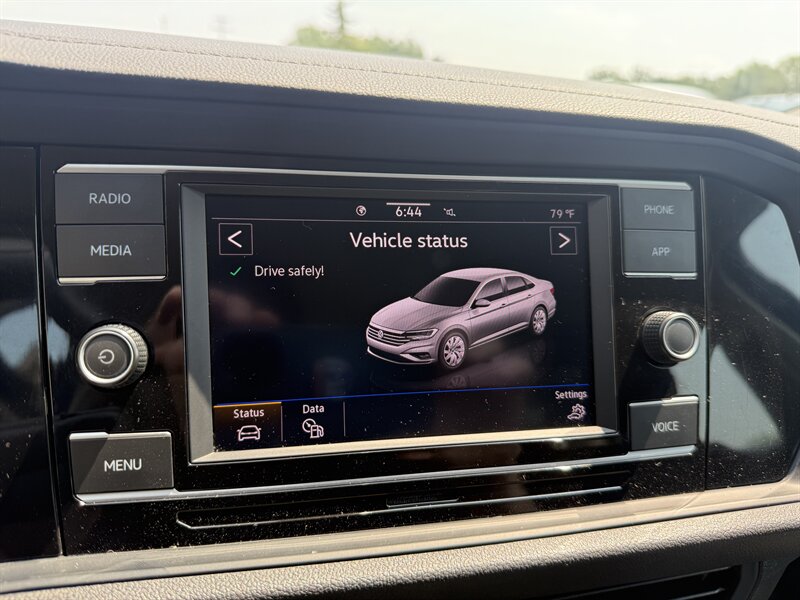 RADIO
MEDIA
MENU
6:44
79 °F
Vehicle status
Drive safely!
Status
Data
Settings
PHONE
APP
VOICE